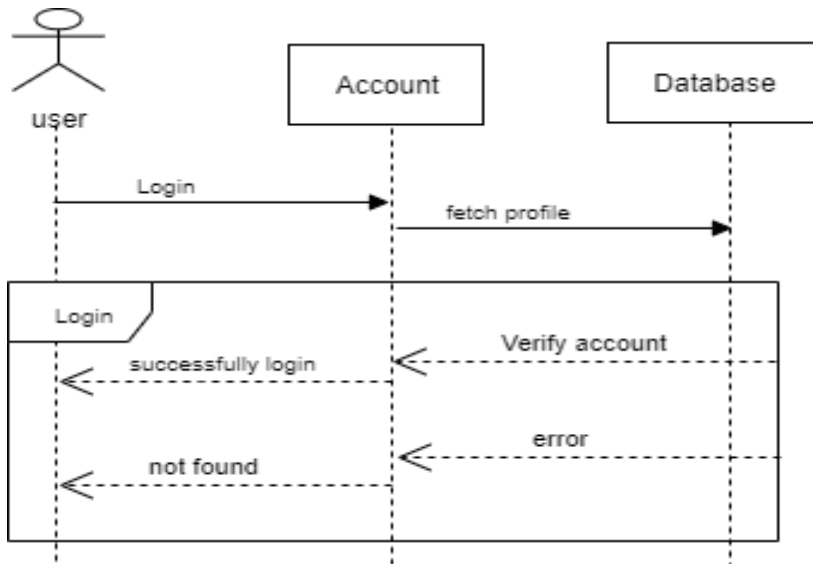 user
Account
Database
Login
fetch profile
Login
Verify account
successfully login
error
not found